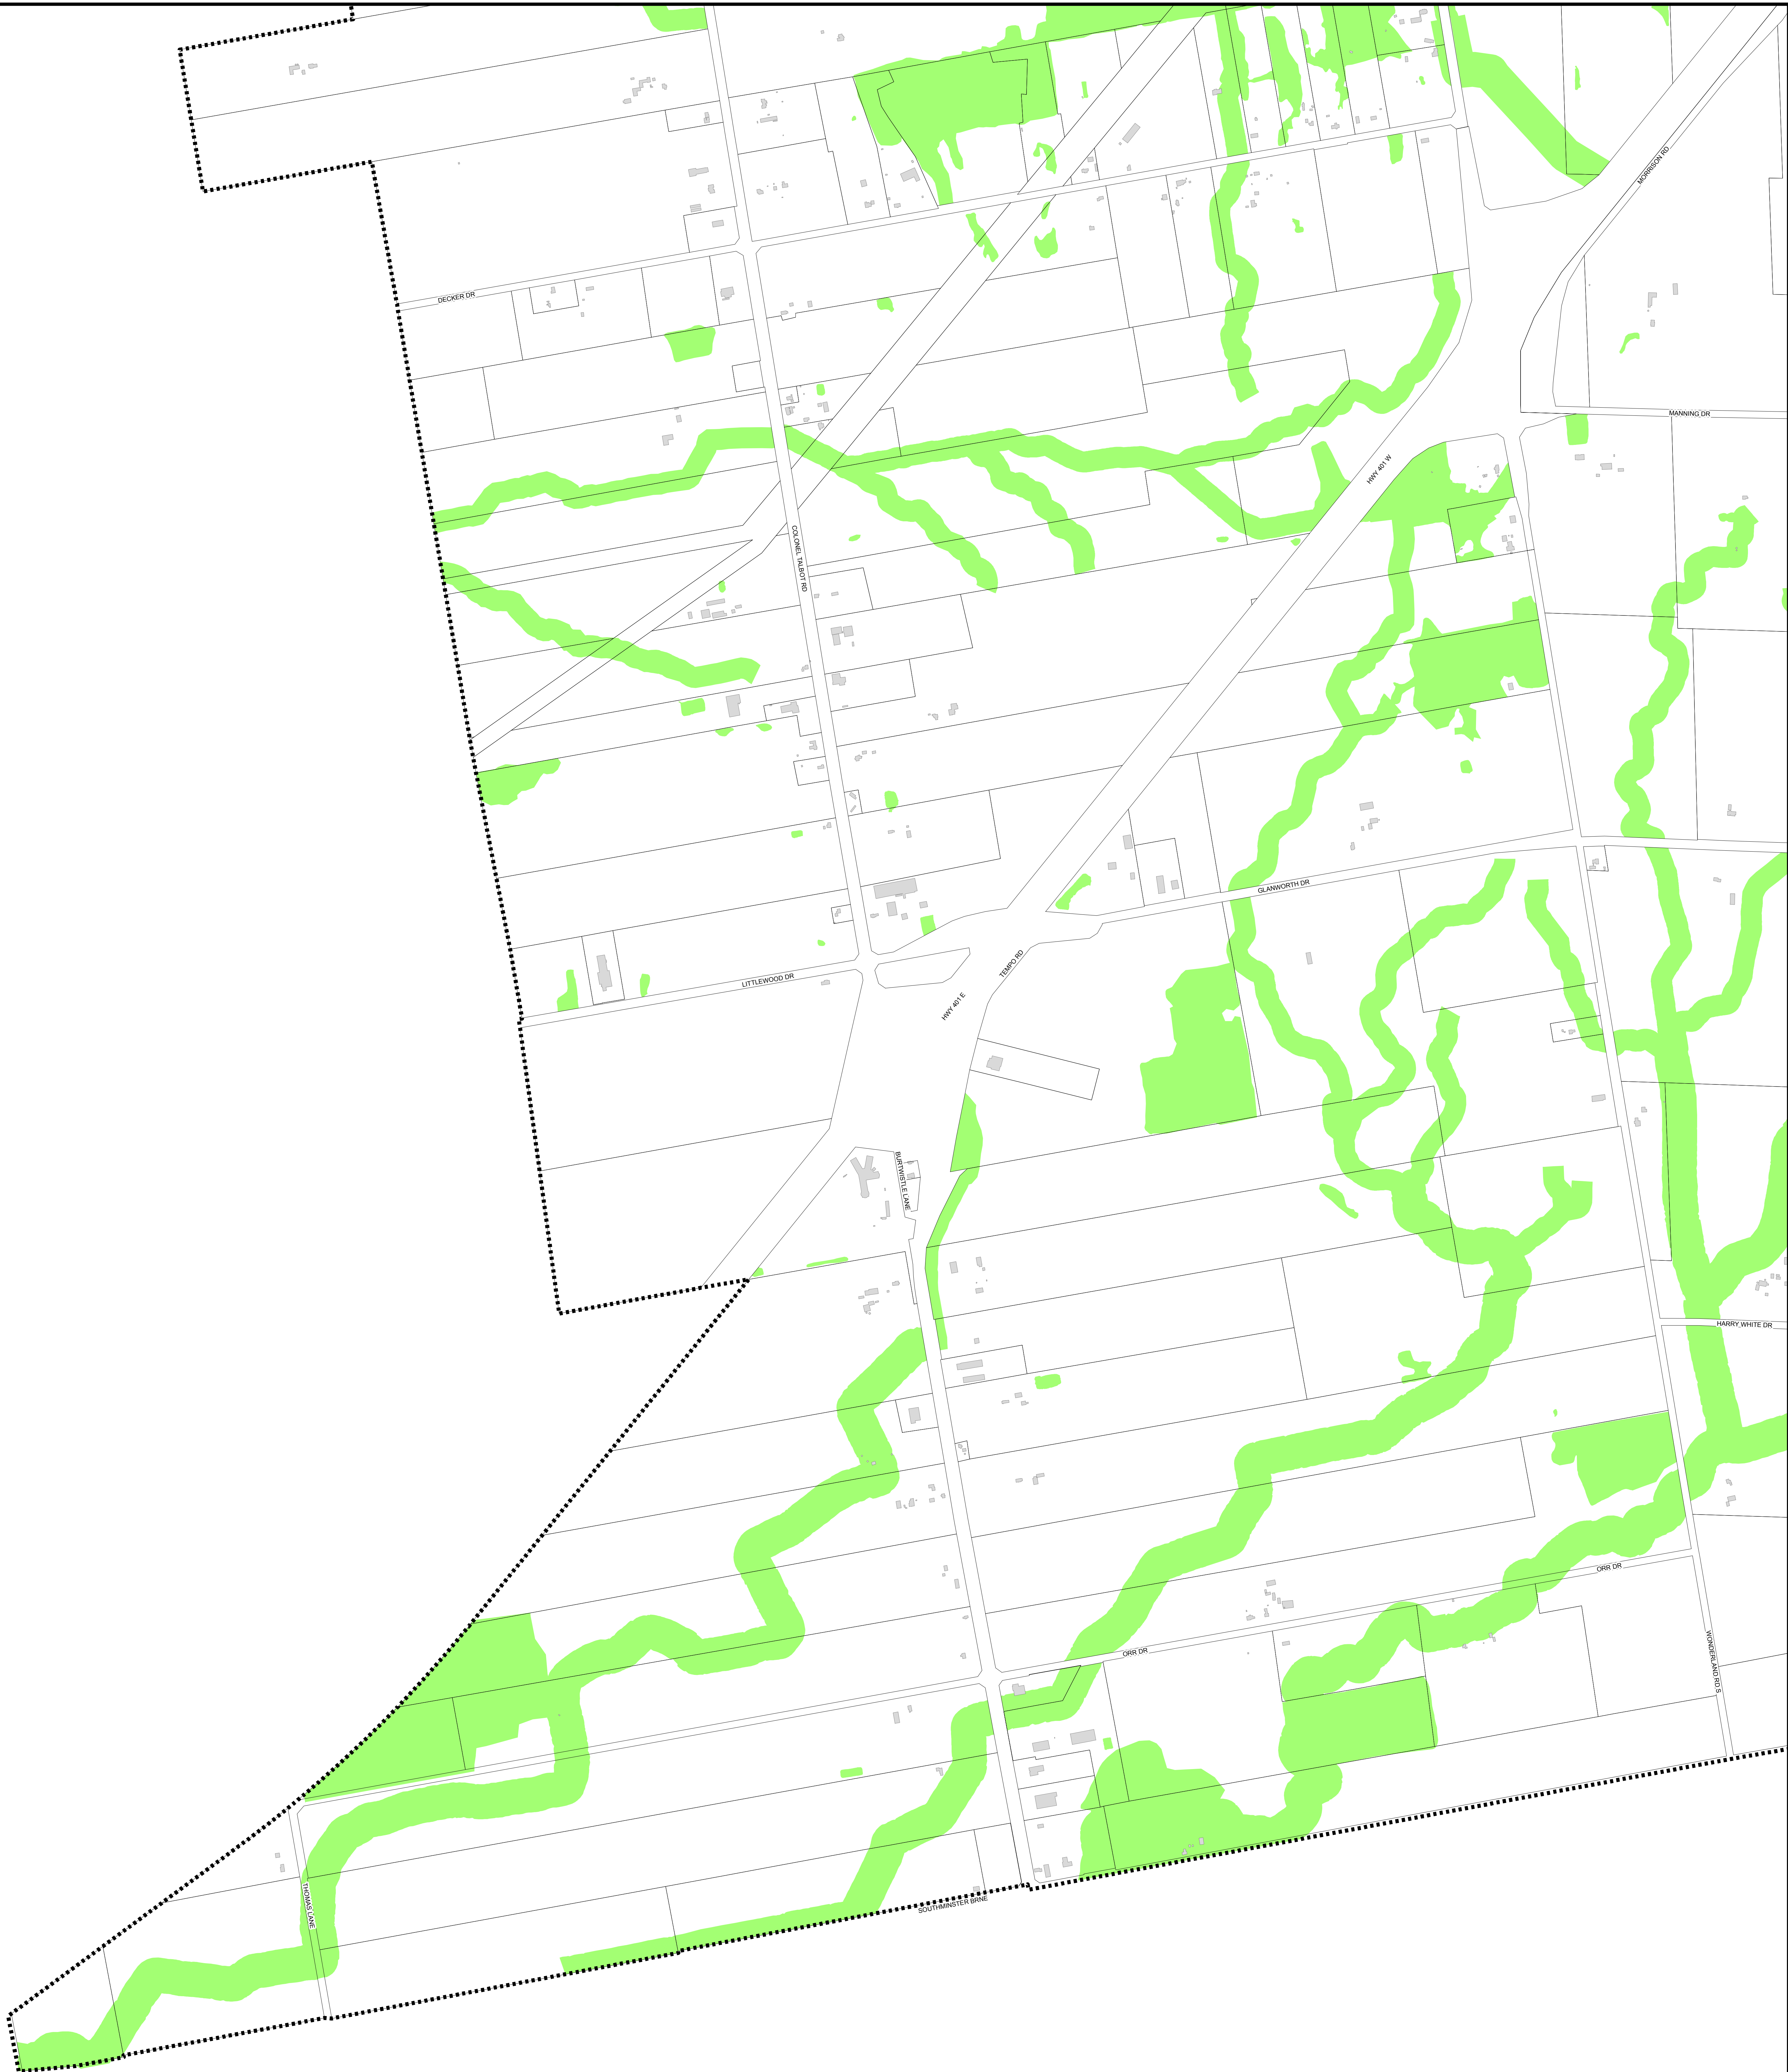 MORRISON RD
DECKER DR
MANNING DR
HWY 401 W
COLONEL TALBOT RD
GLANWORTH DR
LITTLEWOOD DR
TEMPO RD
HWY 401 E
BURTWISTLE LANE
HARRY WHITE DR
ORR DR
ORR DR
WONDERLAND RD S
THOMAS LANE
SOUTHMINSTER BRNE